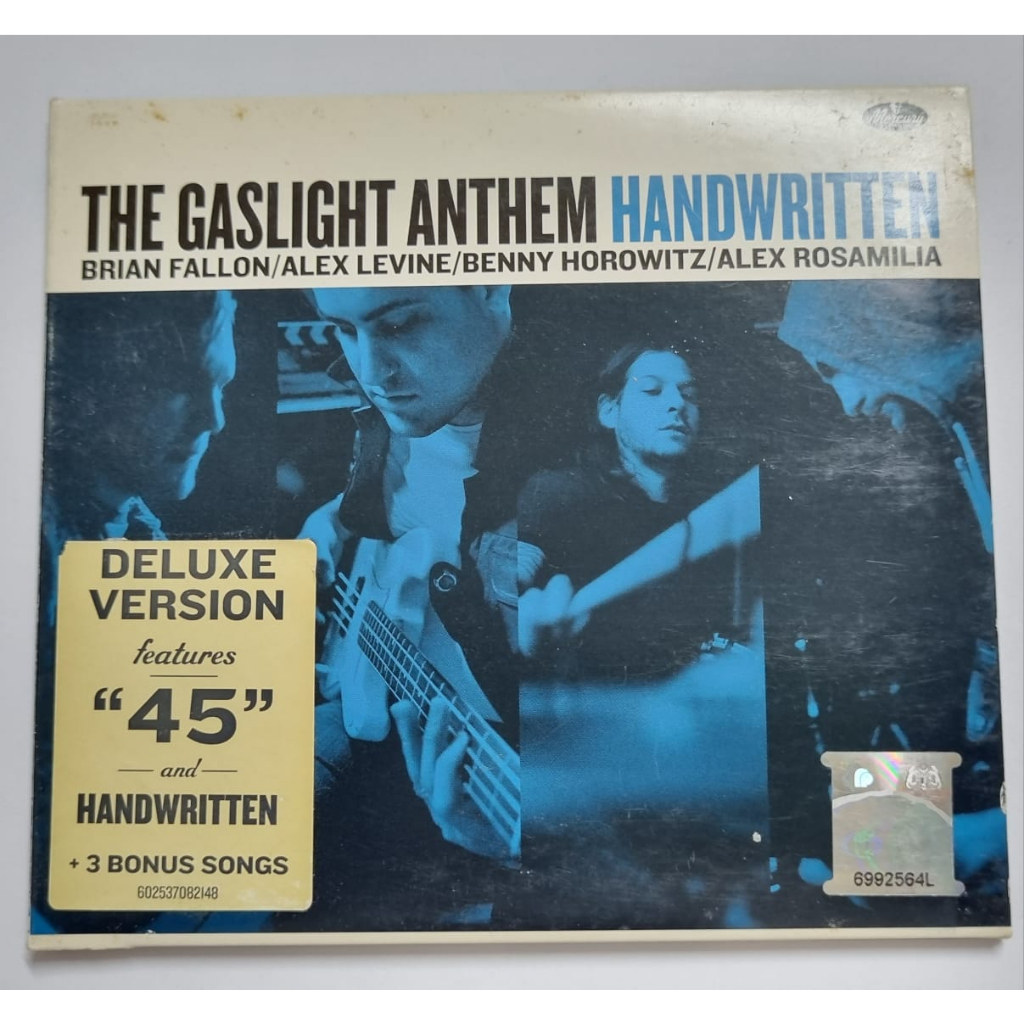 Mercury
THE GASLIGHT ANTHEM HANDWRITTEN
BRIAN FALLON/ALEX LEVINE/BENNY HOROWITZ/ALEX ROSAMILIA
DELUXE
VERSION
features
“45”
and
HANDWRITTEN
+ 3 BONUS SONGS
602537082148
6992564L